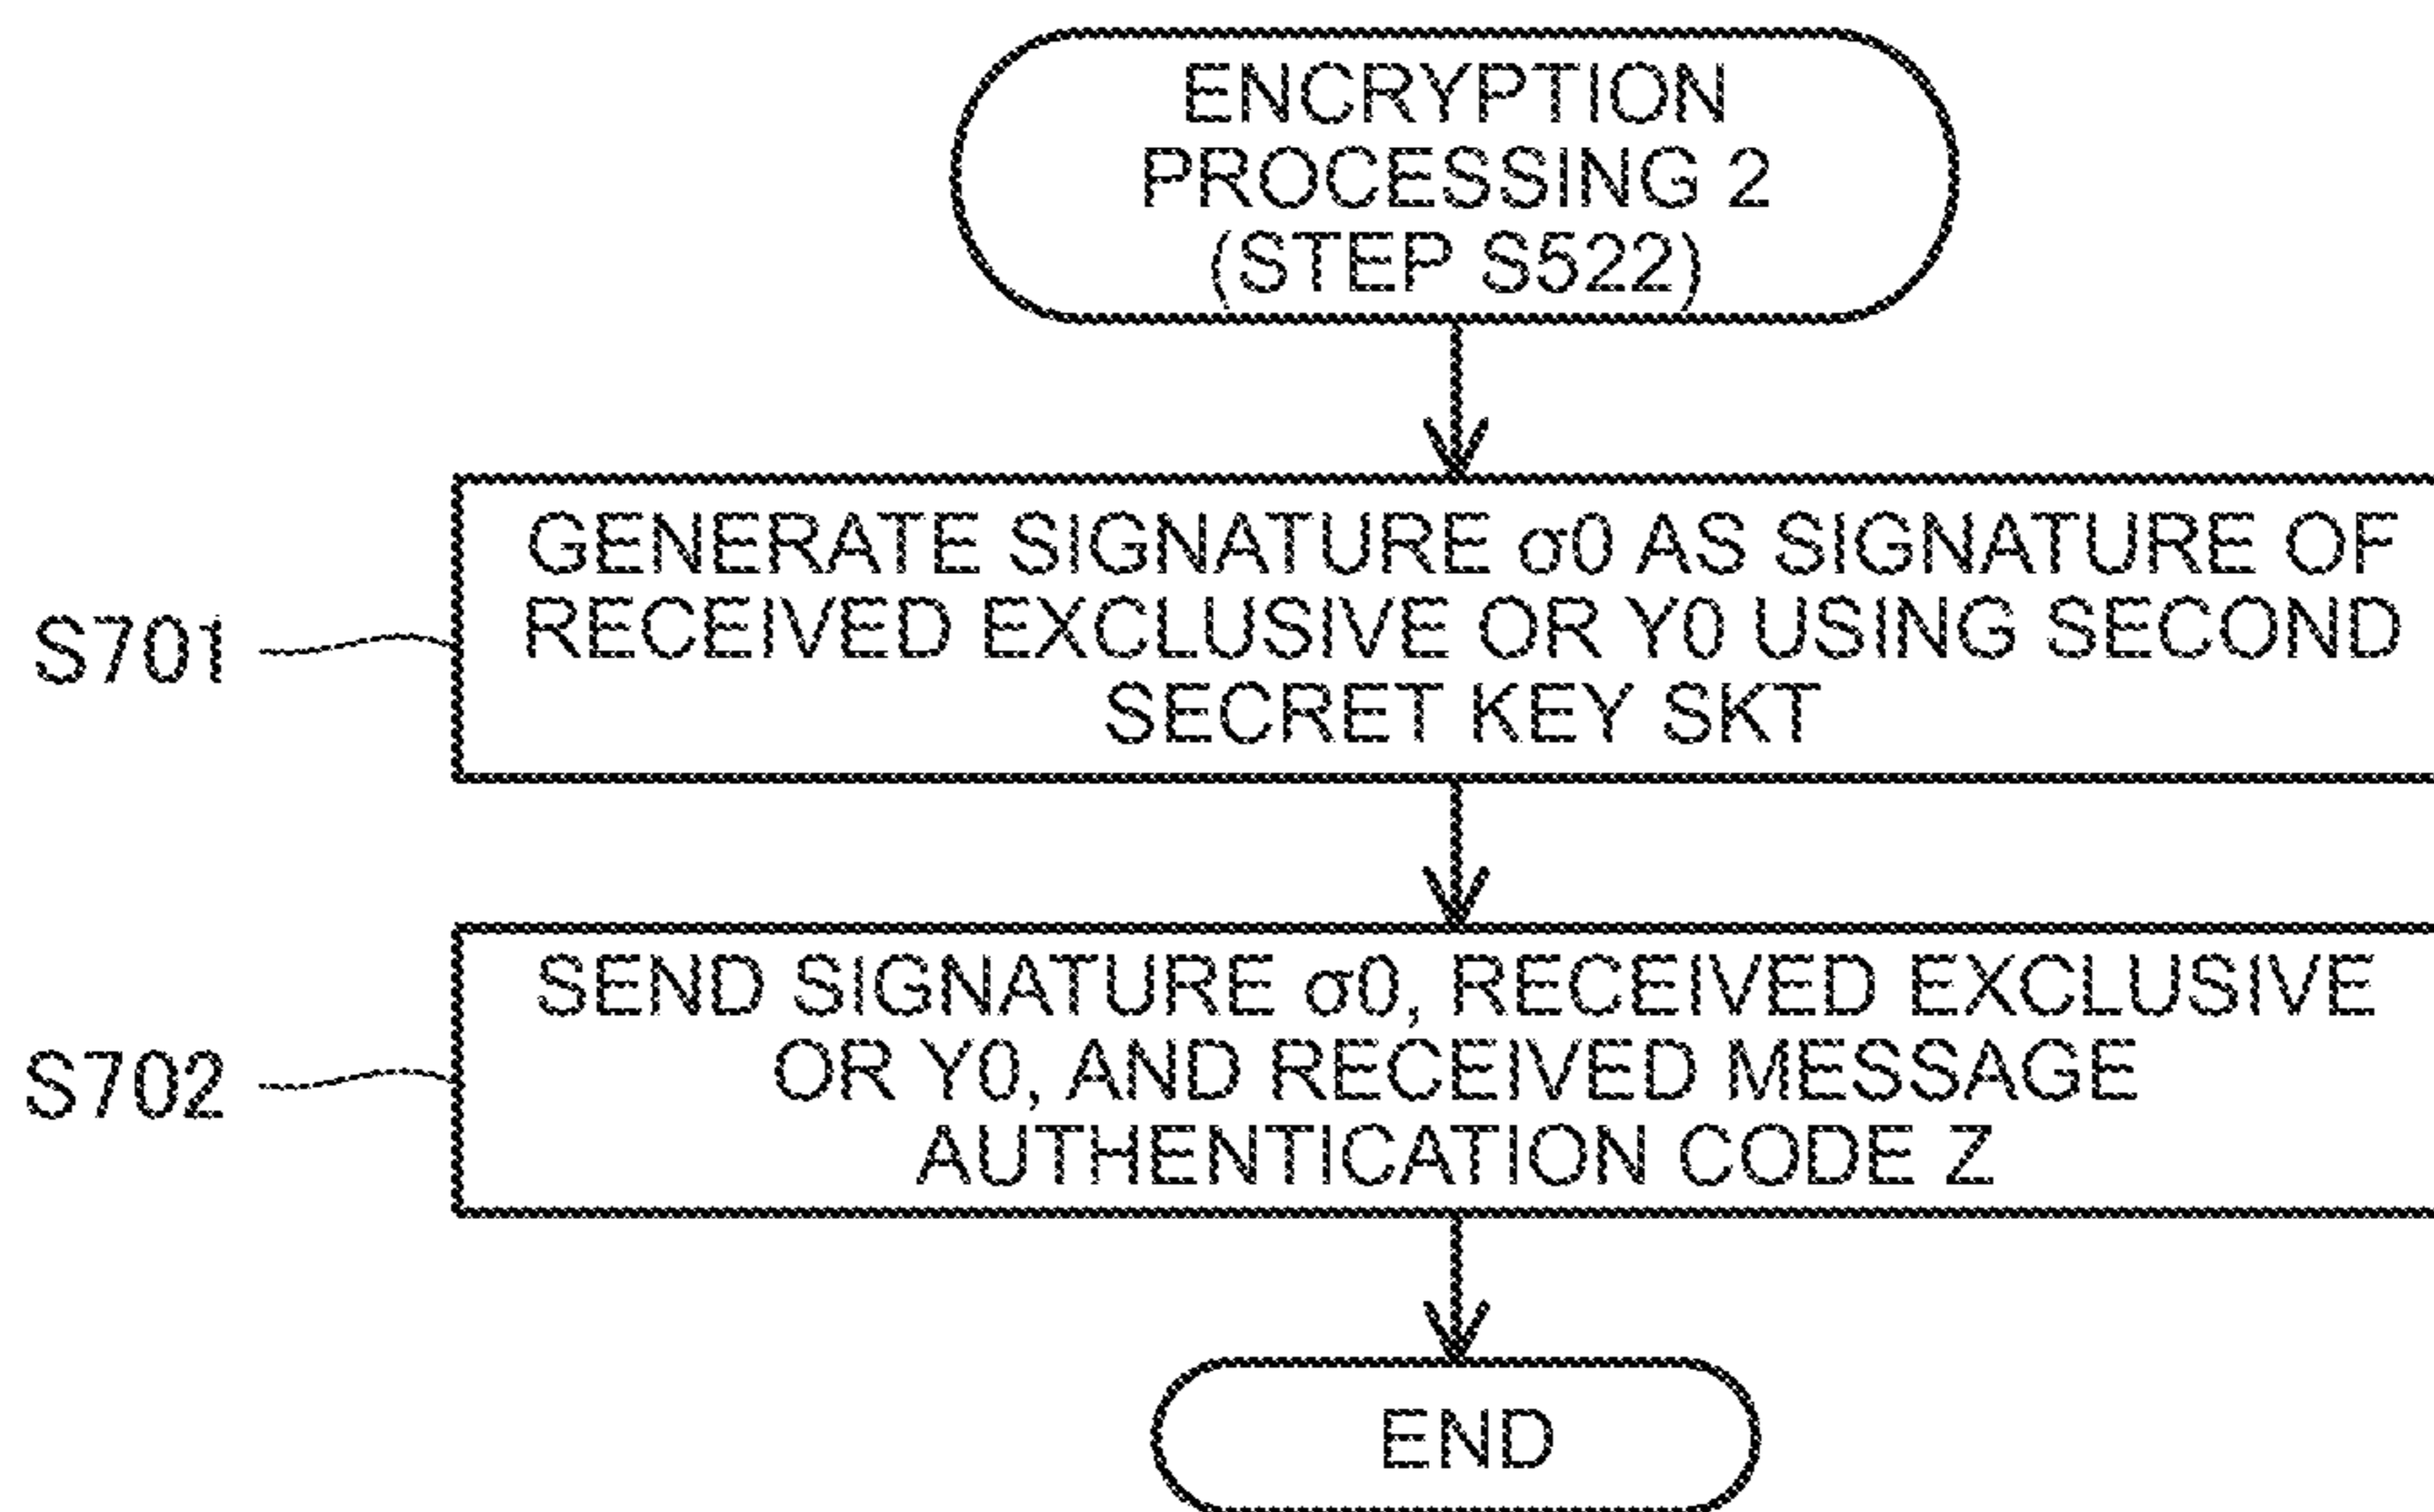 ENCRYPTION
PROCESSING 2
(STEP S522)
S701
GENERATE SIGNATURE σ0 AS SIGNATURE OF
RECEIVED EXCLUSIVE OR Y0 USING SECOND
SECRET KEY SKT
S702
SEND SIGNATURE σ0, RECEIVED EXCLUSIVE
OR Y0, AND RECEIVED MESSAGE
AUTHENTICATION CODE Z
END